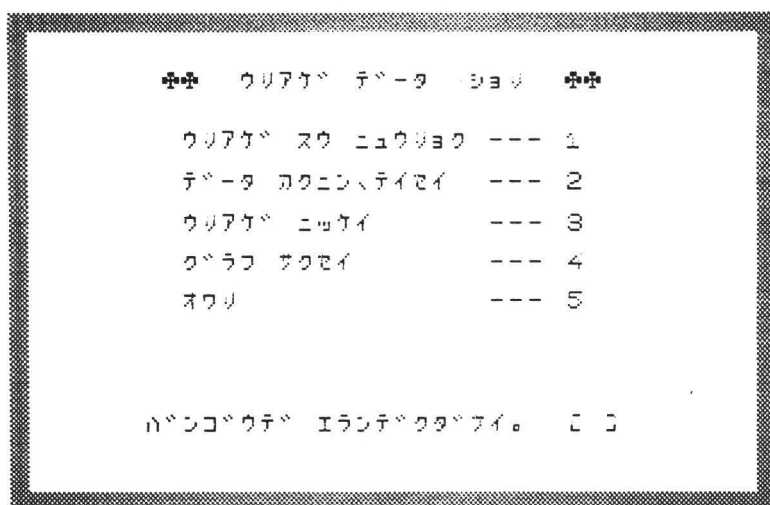 ✤✤ ウリアゲ データ ショリ ✤✤
ウリアゲ スウ ニュウリョク --- 1
データ カクニン、テイセイ --- 2
ウリアゲ ニッケイ --- 3
グラフ サクセイ --- 4
オワリ --- 5
バンゴウデ エランデクダサイ。 [ ]